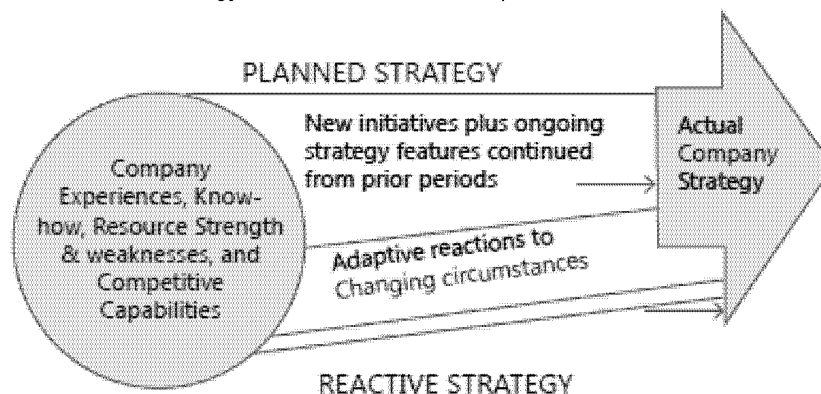 PLANNED STRATEGY
New initiatives plus ongoing
strategy features continued
from prior periods
Actual
Company
Strategy
Company
Experiences, Know-
how, Resource Strength
& weaknesses, and
Competitive
Capabilities
Adaptive reactions to
Changing circumstances
REACTIVE STRATEGY